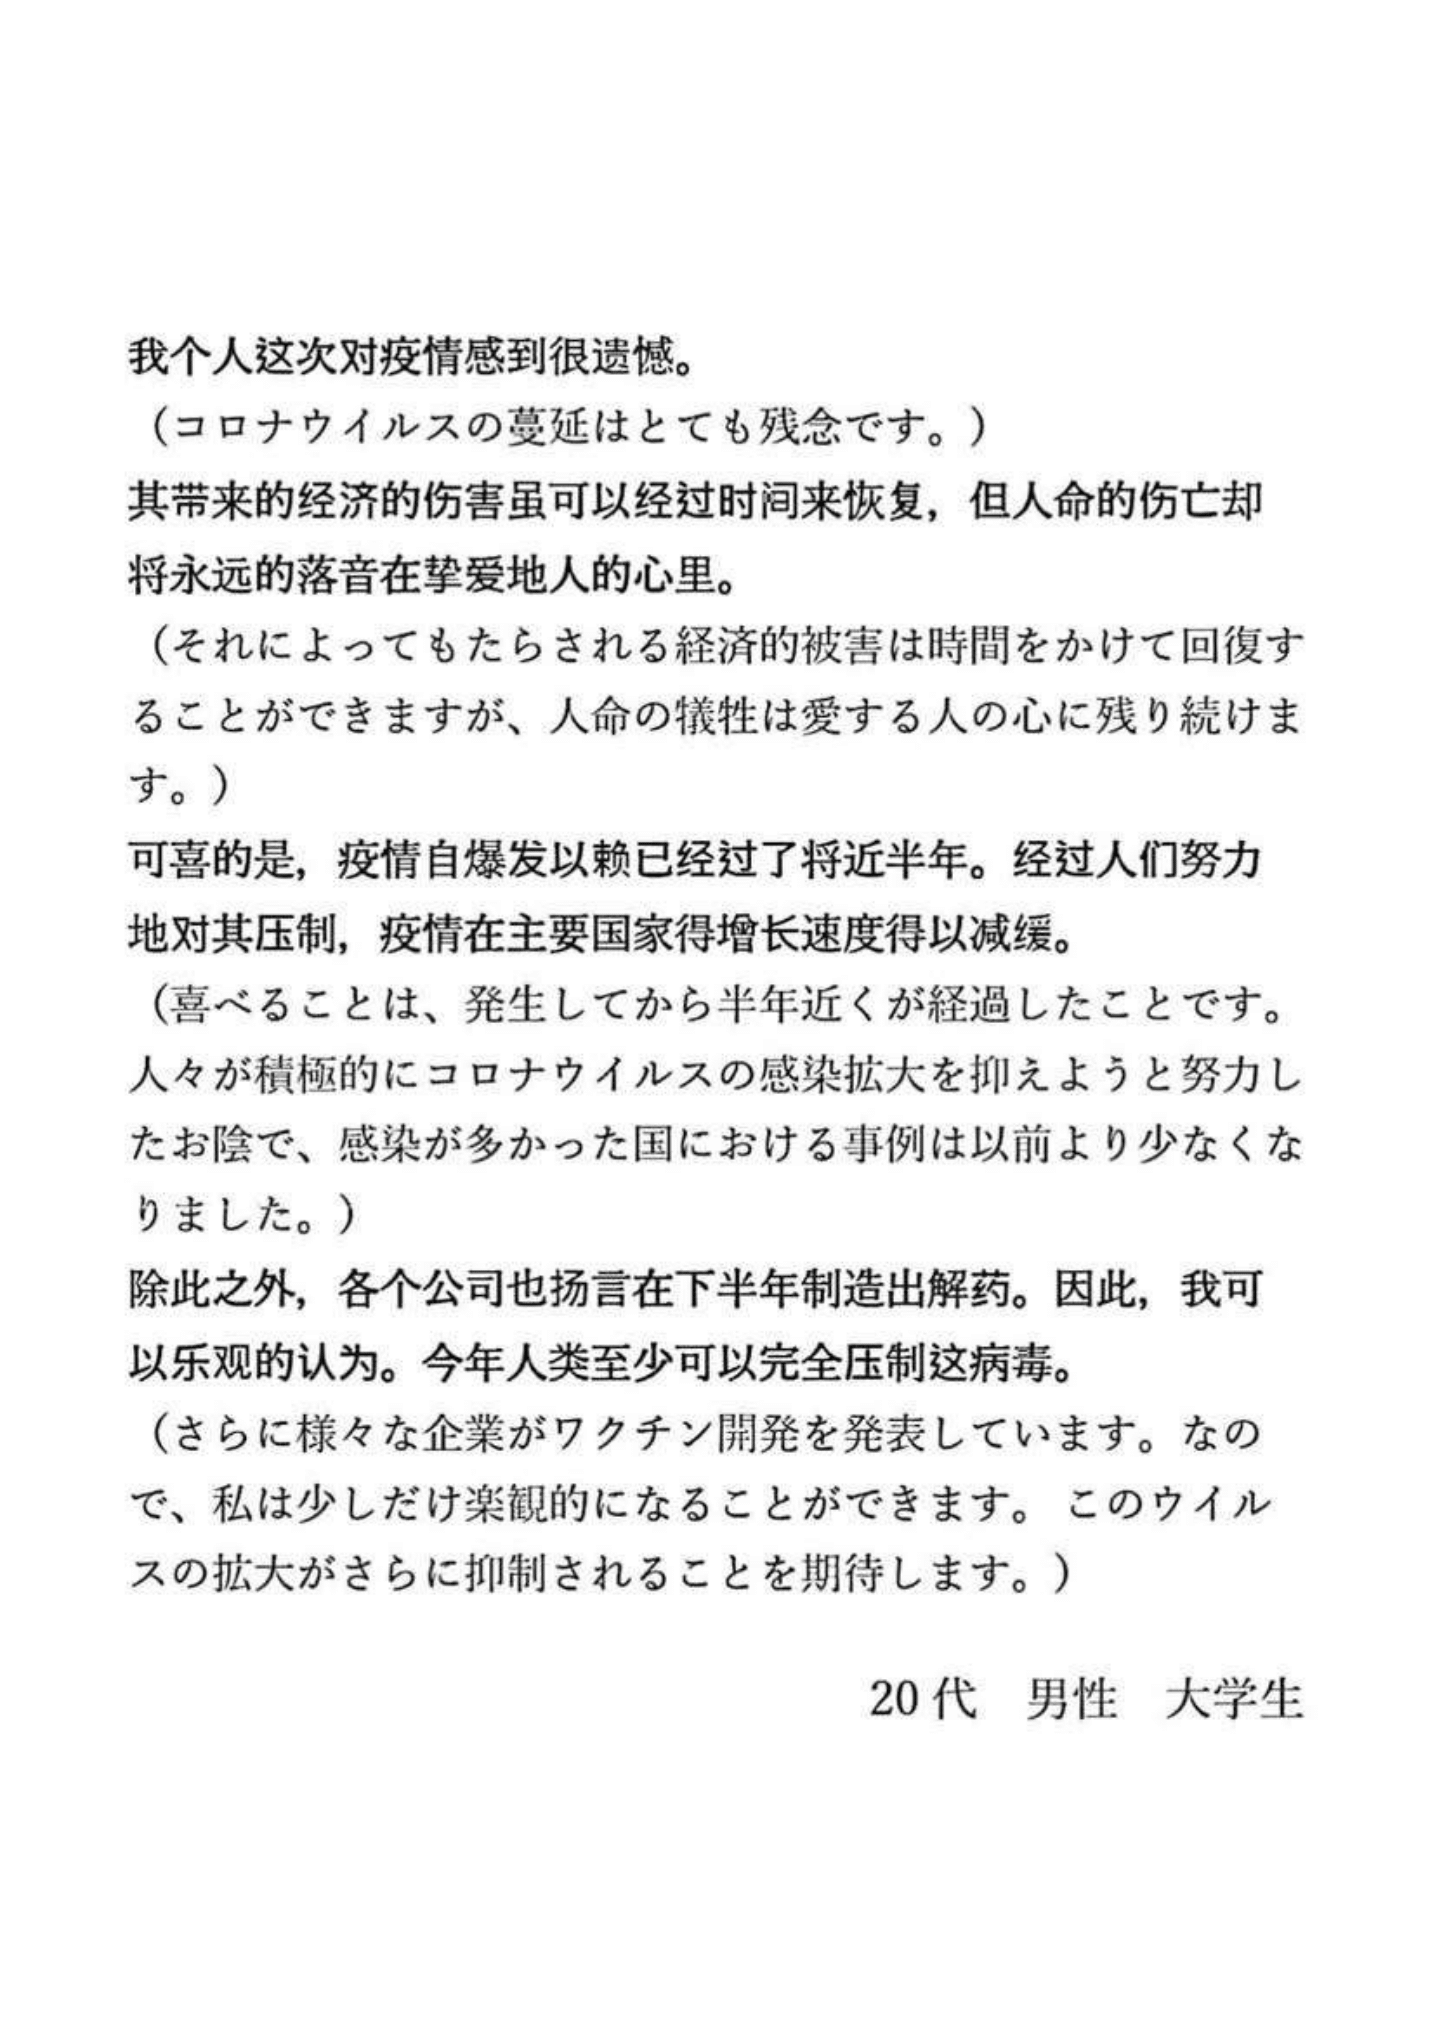 我个人这次对疫情感到很遗憾。
（コロナウイルスの蔓延はとても残念です。）
其带来的经济的伤害虽可以经过时间来恢复，但人命的伤亡却
将永远的落音在挚爱地人的心里。
（それによってもたらされる経済的被害は時間をかけて回復す
ることができますが、人命の犠牲は愛する人の心に残り続けま
す。）
可喜的是，疫情自爆发以赖已经过了将近半年。经过人们努力
地对其压制，疫情在主要国家得增长速度得以减缓。
（喜べることは、発生してから半年近くが経過したことです。
人々が積極的にコロナウイルスの感染拡大を抑えようと努力し
たお陰で、感染が多かった国における事例は以前より少なくな
りました。）
除此之外，各个公司也扬言在下半年制造出解药。因此，我可
以乐观的认为。今年人类至少可以完全压制这病毒。
（さらに様々な企業がワクチン開発を発表しています。なの
で、私は少しだけ楽観的になることができます。 このウイル
スの拡大がさらに抑制されることを期待します。）
20 代　男性　大学生